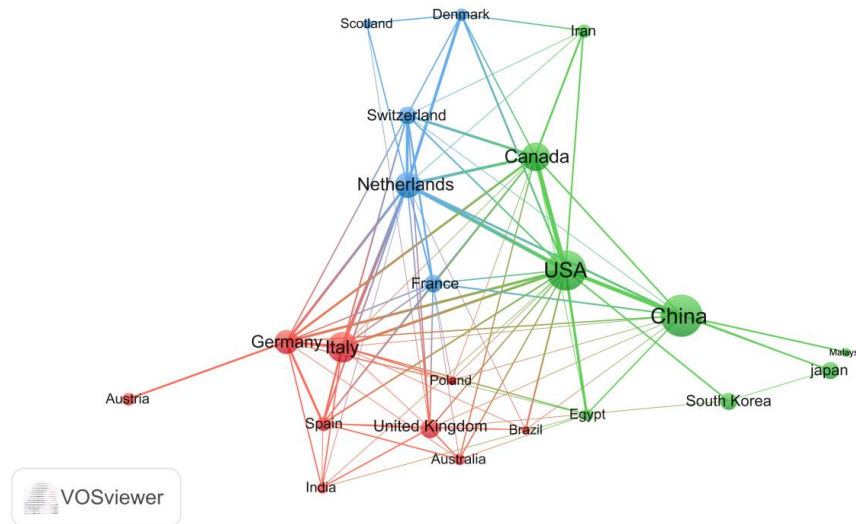 Scotland
Denmark
Iran
Switzerland
Canada
Netherlands
USA
France
China
Germany
Italy
Malays
japan
Poland
Austria
South Korea
Egypt
Spain
United Kingdom
Brazil
Australia
India
VOSviewer